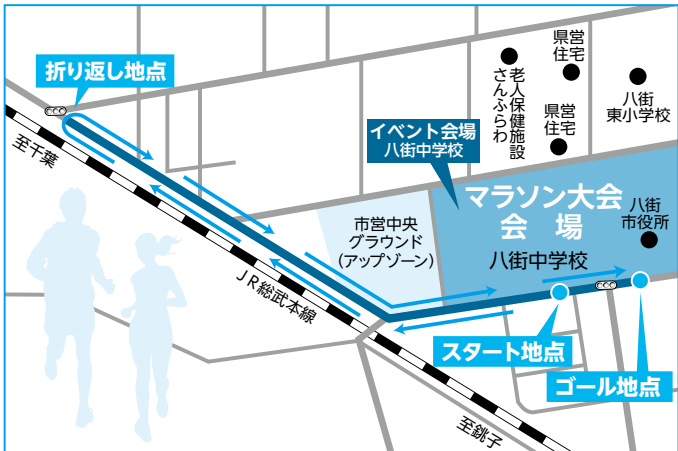 折り返し地点
至千葉
イベント会場
八街中学校
老人保健施設
さんふらわ
県営
住宅
県営
住宅
八街
東小学校
マラソン大会
会場
八街
市役所
八街中学校
市営中央
グラウンド
(アップゾーン)
JR総武本線
スタート地点
ゴール地点
至銚子